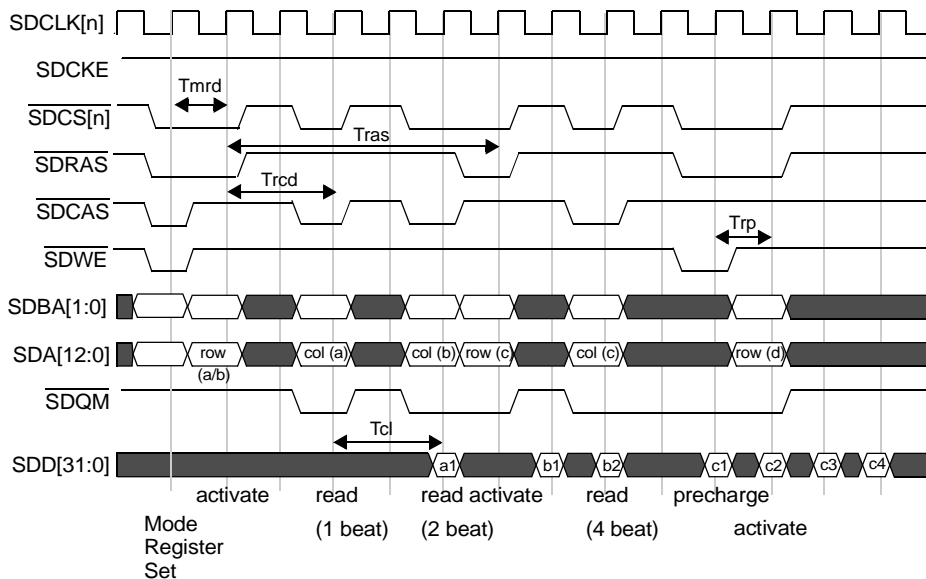 SDCLK[n]
SDCKE
Tmrd
SDCS[n]
Tras
SDRAS
Trcd
SDCAS
Trp
SDWE
SDBA[1:0]
SDA[12:0] row (a/b) col (a) col (b) row (c) col (c) row (d)
SDQM
Tcl
SDD[31:0] a1 b1 b2 c1 c2 c3 c4
activate read read activate read precharge
Mode Register Set (1 beat) (2 beat) (4 beat) activate